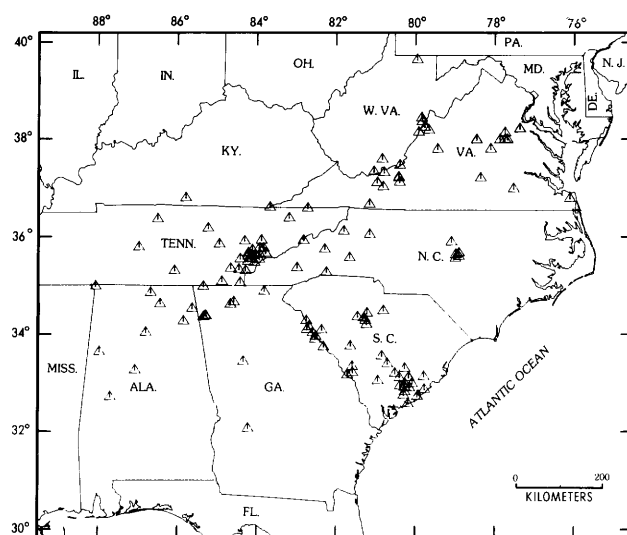 88° 86° 84° 82° 80° 78° 76°
40°
38°
36°
34°
32°
30°
PA.
IL. IN. OH. MD. N. J.
DE.
W. VA.
KY. VA.
TENN. N. C.
S. C.
MISS. ALA. GA.
FL.
ATLANTIC OCEAN
0 200
KILOMETERS